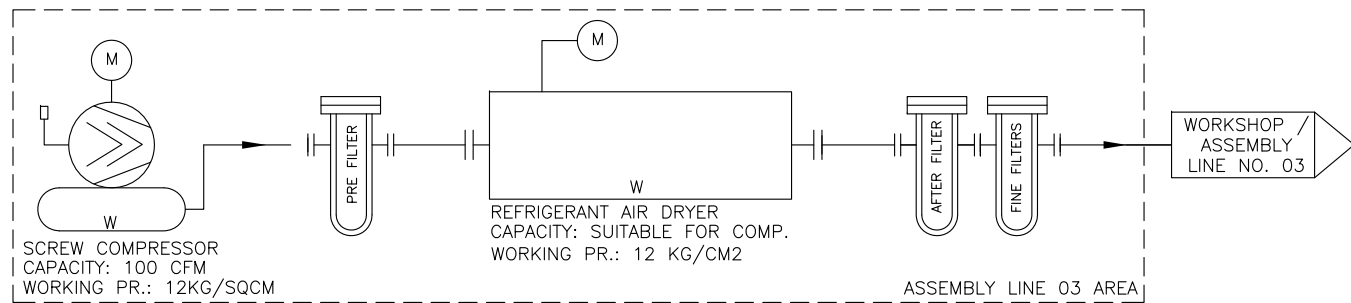 M
W
SCREW COMPRESSOR
CAPACITY: 100 CFM
WORKING PR.: 12KG/SQCM
PRE FILTER
M
W
REFRIGERANT AIR DRYER
CAPACITY: SUITABLE FOR COMP.
WORKING PR.: 12 KG/CM2
AFTER FILTER
FINE FILTERS
ASSEMBLY LINE 03 AREA
WORKSHOP /
ASSEMBLY
LINE NO. 03